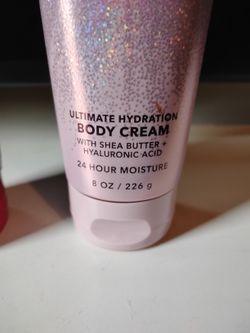 ULTIMATE HYDRATION
BODY CREAM
WITH SHEA BUTTER +
HYALURONIC ACID
24 HOUR MOISTURE
8 OZ / 226 g